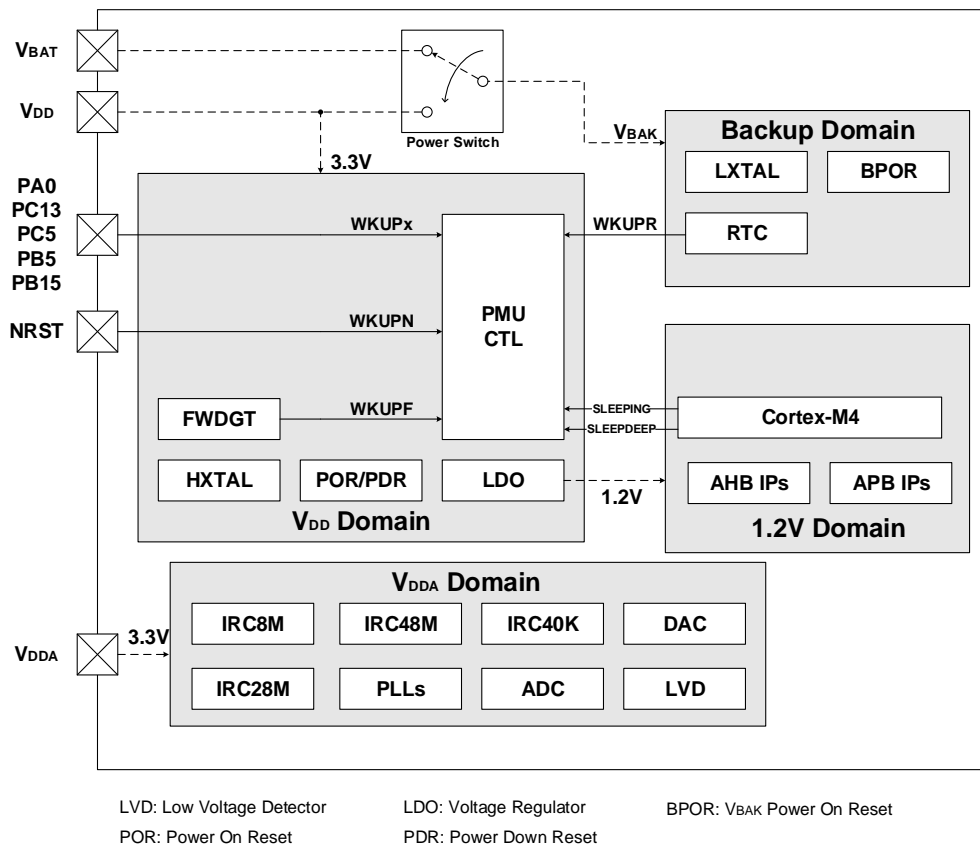 VBAT
VDD
Power Switch
3.3V
VBAK
Backup Domain
LXTAL
BPOR
RTC
WKUPR
PA0
PC13
PC5
PB5
PB15
WKUPx
NRST
WKUPN
PMU
CTL
FWDGT
WKUPF
HXTAL
POR/PDR
LDO
VDD Domain
SLEEPING
SLEEPDEEP
Cortex-M4
1.2V
AHB IPs
APB IPs
1.2V Domain
VDDA Domain
VDDA
3.3V
IRC8M
IRC48M
IRC40K
DAC
IRC28M
PLLs
ADC
LVD
LVD: Low Voltage Detector
LDO: Voltage Regulator
BPOR: VBAK Power On Reset
POR: Power On Reset
PDR: Power Down Reset